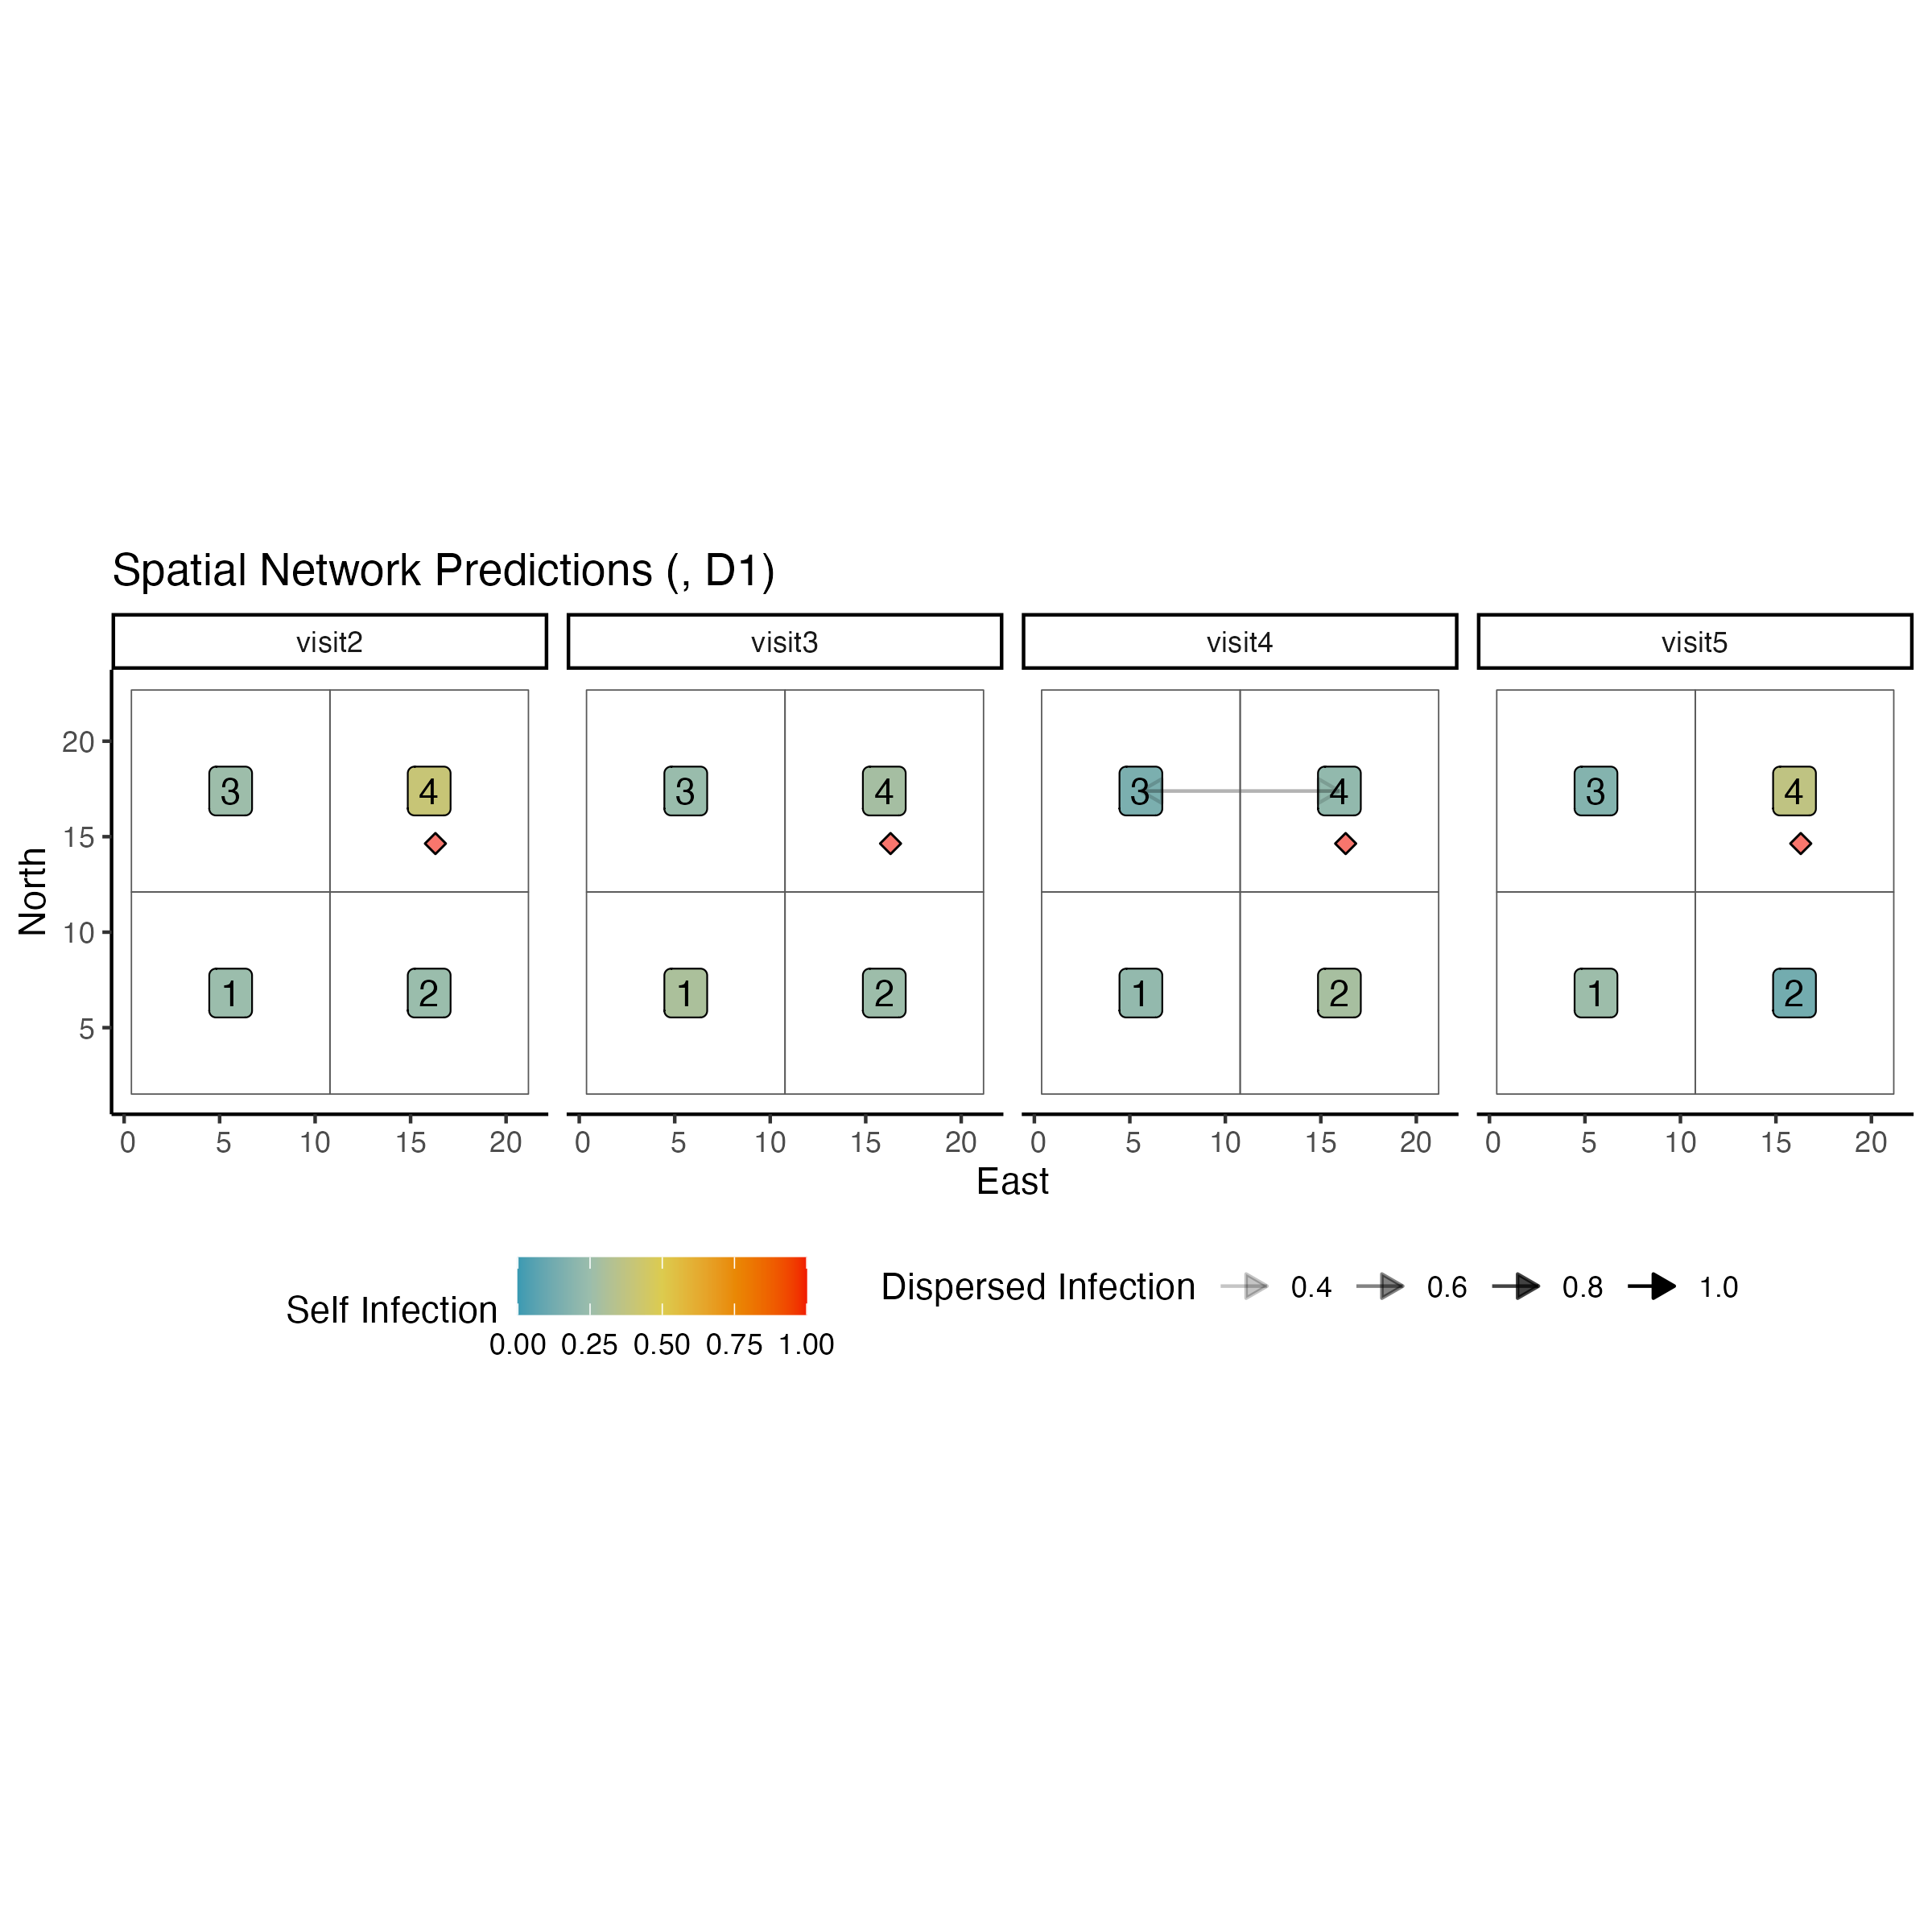 Spatial Network Predictions (, D1)
visit2 visit3 visit4 visit5
North
20
15
10
5
3 4 3 4 3 4 3 4
1 2 1 2 1 2 1 2
0 5 10 15 20 0 5 10 15 20 0 5 10 15 20 0 5 10 15 20
East
Self Infection
0.00 0.25 0.50 0.75 1.00
Dispersed Infection 0.4 0.6 0.8 1.0